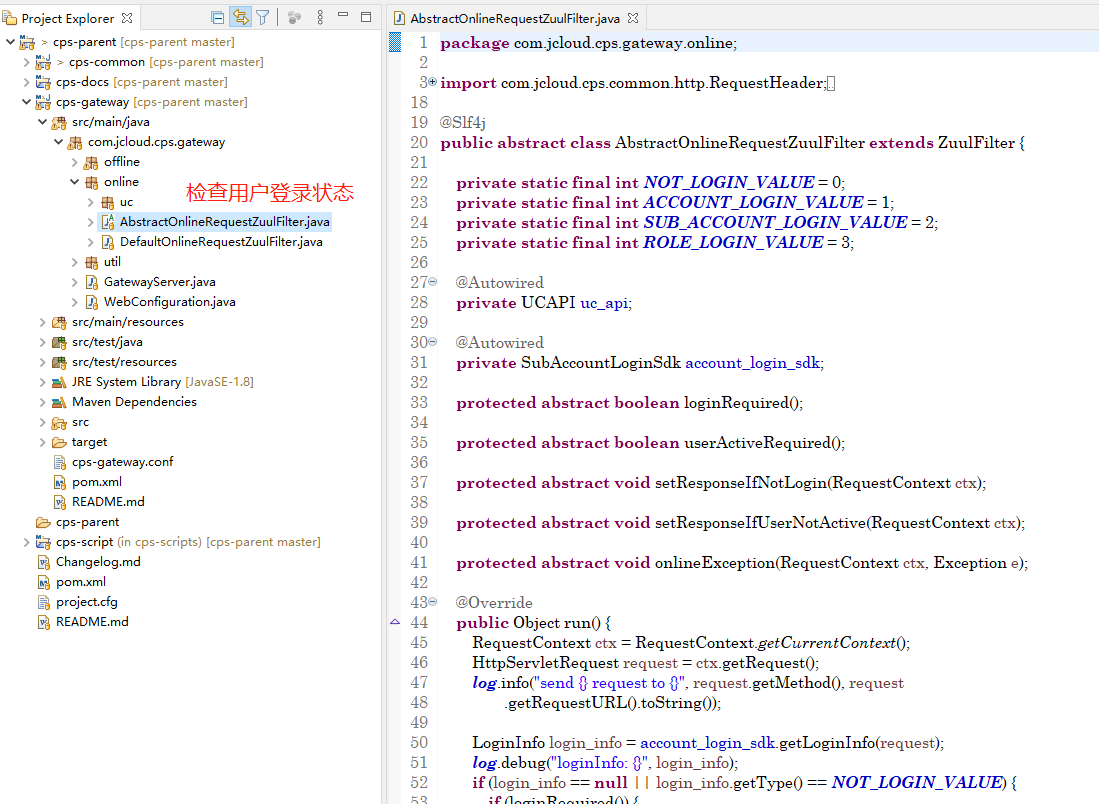 Project Explorer
> cps-parent [cps-parent master]
> cps-common [cps-parent master]
cps-docs [cps-parent master]
cps-gateway [cps-parent master]
src/main/java
com.jcloud.cps.gateway
offline
online
检查用户登录状态
uc
AbstractOnlineRequestZuulFilter.java
DefaultOnlineRequestZuulFilter.java
util
GatewayServer.java
WebConfiguration.java
src/main/resources
src/test/java
src/test/resources
JRE System Library [JavaSE-1.8]
Maven Dependencies
src
target
cps-gateway.conf
pom.xml
README.md
cps-parent
cps-script (in cps-scripts) [cps-parent master]
Changelog.md
pom.xml
project.cfg
README.md
AbstractOnlineRequestZuulFilter.java
1 package com.jcloud.cps.gateway.online;
2
3 import com.jcloud.cps.common.http.RequestHeader;
18
19 @Slf4j
20 public abstract class AbstractOnlineRequestZuulFilter extends ZuulFilter {
21
22 private static final int NOT_LOGIN_VALUE = 0;
23 private static final int ACCOUNT_LOGIN_VALUE = 1;
24 private static final int SUB_ACCOUNT_LOGIN_VALUE = 2;
25 private static final int ROLE_LOGIN_VALUE = 3;
26
27 @Autowired
28 private UCAPI uc_api;
29
30 @Autowired
31 private SubAccountLoginSdk account_login_sdk;
32
33 protected abstract boolean loginRequired();
34
35 protected abstract boolean userActiveRequired();
36
37 protected abstract void setResponseIfNotLogin(RequestContext ctx);
38
39 protected abstract void setResponseIfUserNotActive(RequestContext ctx);
40
41 protected abstract void onlineException(RequestContext ctx, Exception e);
42
43 @Override
44 public Object run() {
45 RequestContext ctx = RequestContext.getCurrentContext();
46 HttpServletRequest request = ctx.getRequest();
47 log.info("send {} request to {}", request.getMethod(), request
48 .getRequestURL().toString());
49
50 LoginInfo login_info = account_login_sdk.getLoginInfo(request);
51 log.debug("loginInfo: {}", login_info);
52 if (login_info == null || login_info.getType() == NOT_LOGIN_VALUE) {
53 if (loginRequired()) {